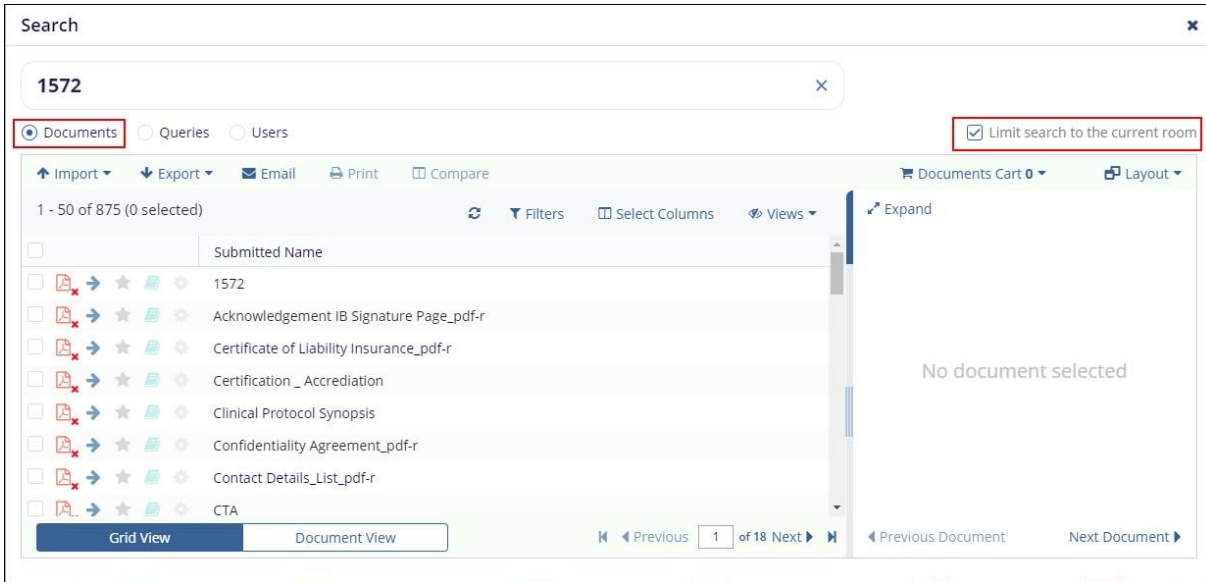 Search
1572
Documents Queries Users Limit search to the current room
Import Export Email Print Compare Documents Cart 0 Layout
1 - 50 of 875 (0 selected) Filters Select Columns Views Expand
Submitted Name
1572
Acknowledgement IB Signature Page_pdf-r
Certificate of Liability Insurance_pdf-r
Certification _ Accrediation
Clinical Protocol Synopsis
No document selected
Confidentiality Agreement_pdf-r
Contact Details_List_pdf-r
CTA
Grid View Document View Previous 1 of 18 Next Previous Document Next Document